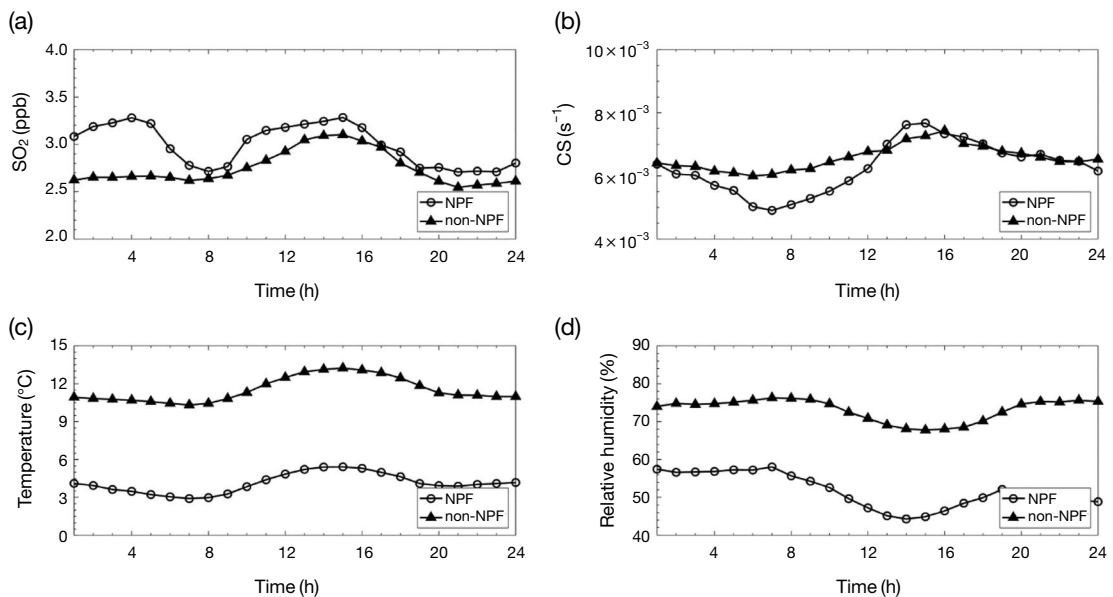 (a)
4.0
3.5
3.0
2.5
2.0
SO₂ (ppb)
NPF
non-NPF
4 8 12 16 20 24
Time (h)
(b)
10 × 10⁻³
8 × 10⁻³
6 × 10⁻³
4 × 10⁻³
CS (s⁻¹)
NPF
non-NPF
4 8 12 16 20 24
Time (h)
(c)
15
12
9
6
3
0
Temperature (°C)
NPF
non-NPF
4 8 12 16 20 24
Time (h)
(d)
90
80
70
60
50
40
Relative humidity (%)
NPF
non-NPF
4 8 12 16 20 24
Time (h)